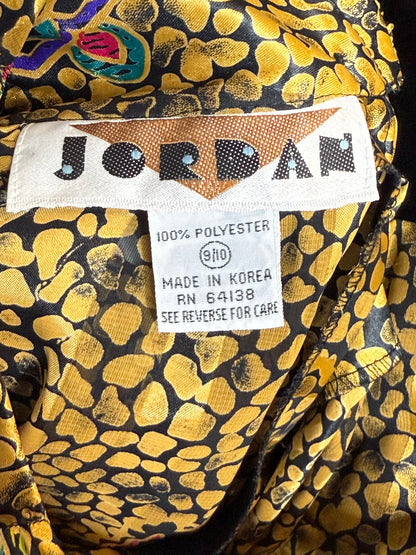 JORDAN
100% POLYESTER
9/10
MADE IN KOREA
RN 64138
SEE REVERSE FOR CARE